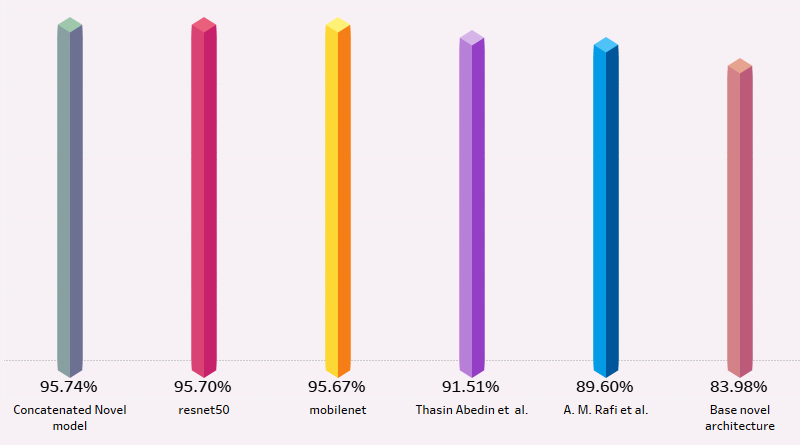 95.74% 95.70% 95.67% 91.51% 89.60% 83.98%
Concatenated Novel resnet50 mobilenet Thasin Abedin et al. A. M. Rafi et al. Base novel
model architecture